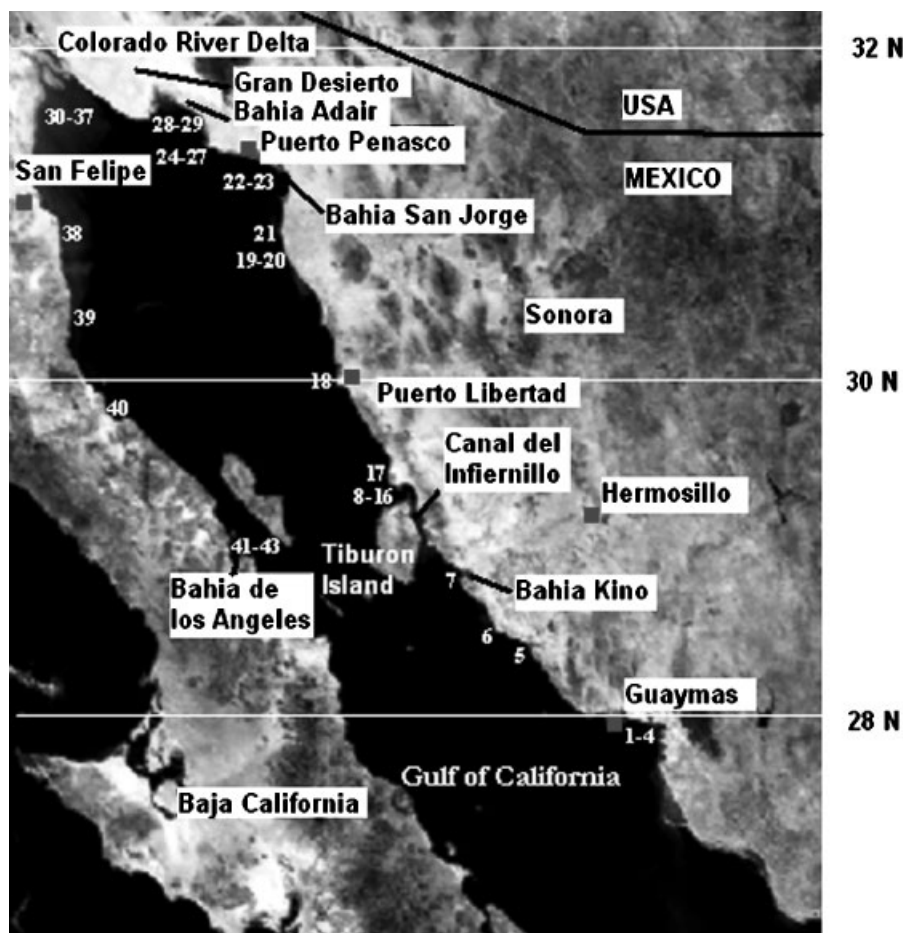 Colorado River Delta
32 N
Gran Desierto
USA
Bahia Adair
30-37
28-29
Puerto Penasco
24-27
San Felipe
22-23
MEXICO
Bahia San Jorge
38
21
19-20
39
Sonora
18
30 N
Puerto Libertad
40
Canal del
Infiernillo
17
8-16
Hermosillo
41-43
Tiburon
Island
7
Bahia de
los Angeles
Bahia Kino
6
5
Guaymas
28 N
1-4
Gulf of California
Baja California